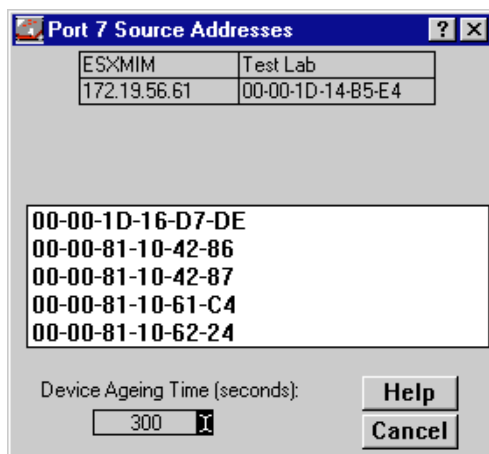 Port 7 Source Addresses ? ×
ESXMIM Test Lab
172.19.56.61 00-00-1D-14-B5-E4
00-00-1D-16-D7-DE
00-00-81-10-42-86
00-00-81-10-42-87
00-00-81-10-61-C4
00-00-81-10-62-24
Device Ageing Time (seconds): Help
300 Cancel